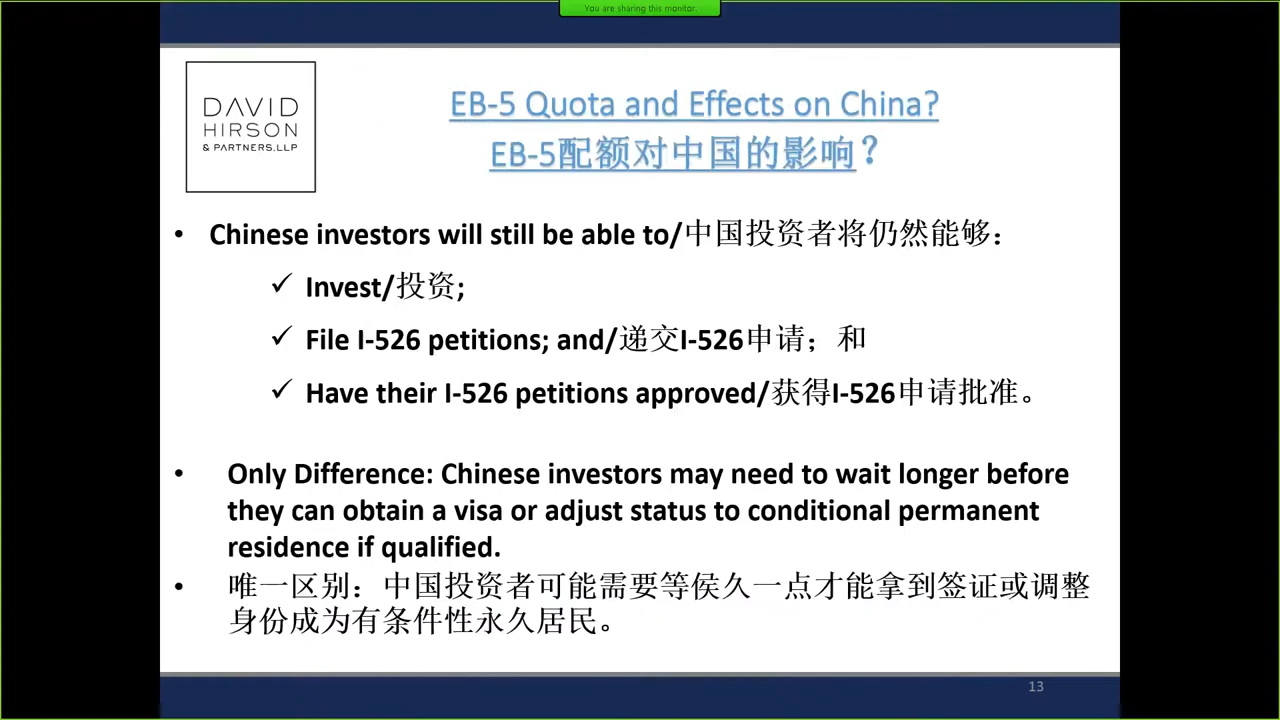 You are sharing this monitor.
DAVID
HIRSON
& PARTNERS,LLP
EB-5 Quota and Effects on China?
EB-5配额对中国的影响？
• Chinese investors will still be able to/中国投资者将仍然能够：
✓ Invest/投资;
✓ File I-526 petitions; and/递交I-526申请；和
✓ Have their I-526 petitions approved/获得I-526申请批准。
• Only Difference: Chinese investors may need to wait longer before
they can obtain a visa or adjust status to conditional permanent
residence if qualified.
• 唯一区别：中国投资者可能需要等侯久一点才能拿到签证或调整
身份成为有条件性永久居民。
13